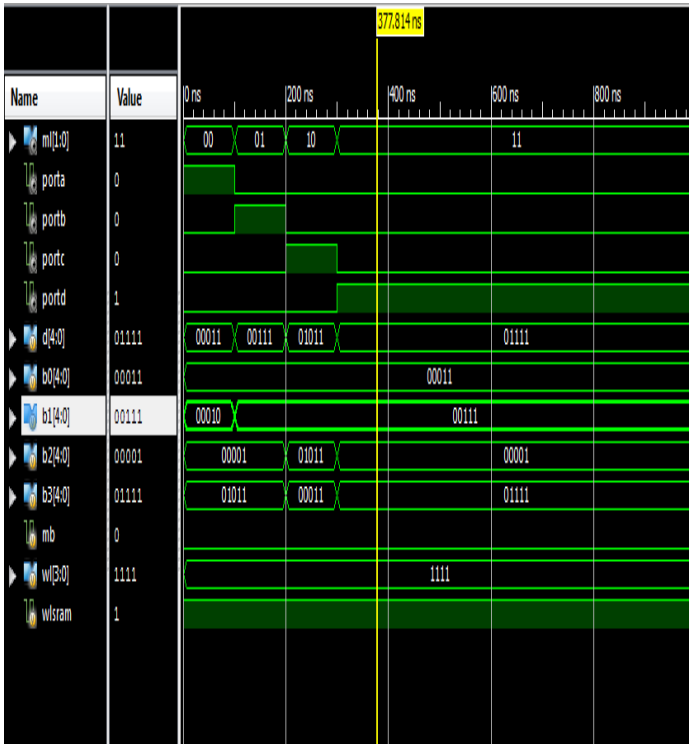 377.814 ns
Name Value 0 ns 200 ns 400 ns 600 ns 800 ns
ml[1:0] 11 00 01 10 11
porta 0
portb 0
portc 0
portd 1
d[4:0] 01111 00011 00111 01011 01111
b0[4:0] 00011 00011
b1[4:0] 00111 00010 00111
b2[4:0] 00001 00001 01011 00001
b3[4:0] 01111 01011 00011 01111
mb 0
wl[3:0] 1111 1111
wlsram 1